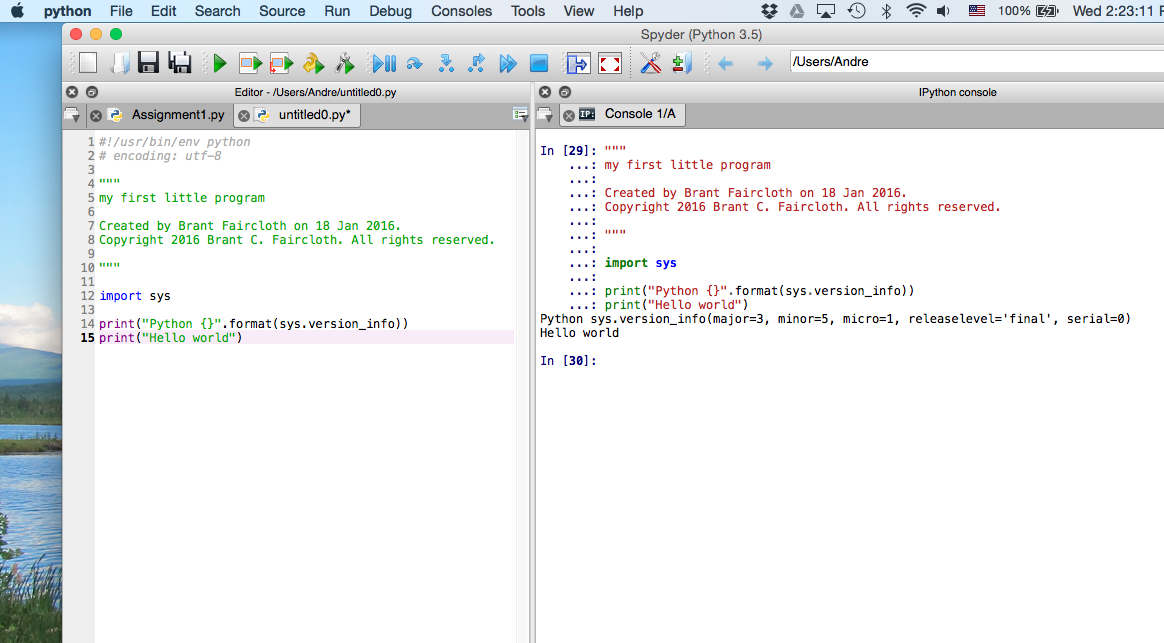 python File Edit Search Source Run Debug Consoles Tools View Help 100% Wed 2:23:11 P
Spyder (Python 3.5)
/Users/Andre
Editor - /Users/Andre/untitled0.py
Assignment1.py untitled0.py*
1 #!/usr/bin/env python
2 # encoding: utf-8
3
4 """
5 my first little program
6
7 Created by Brant Faircloth on 18 Jan 2016.
8 Copyright 2016 Brant C. Faircloth. All rights reserved.
9
10 """
11
12 import sys
13
14 print("Python {}".format(sys.version_info))
15 print("Hello world")
IPython console
IP: Console 1/A
In [29]: """
...: my first little program
...:
...: Created by Brant Faircloth on 18 Jan 2016.
...: Copyright 2016 Brant C. Faircloth. All rights reserved.
...:
...: """
...:
...: import sys
...:
...: print("Python {}".format(sys.version_info))
...: print("Hello world")
Python sys.version_info(major=3, minor=5, micro=1, releaselevel='final', serial=0)
Hello world
In [30]: